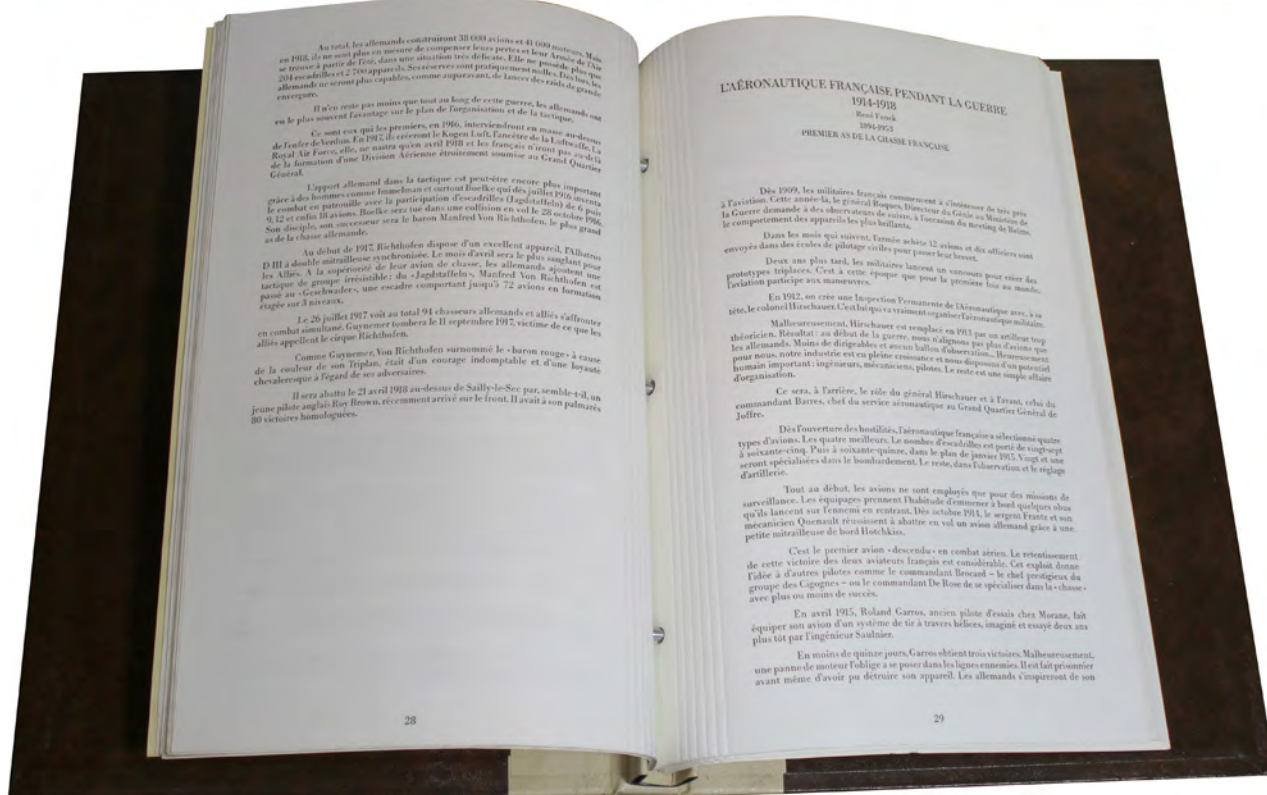 Au total, les allemands construiront 38 000 avions et 41 000 moteurs. Mais
en 1918, ils ne sont plus en mesure de compenser leurs pertes et leur Armée de l'Air
se trouve à partir de l'été, dans une situation très délicate. Elle ne possède plus que
204 escadrilles et 2 700 appareils. Ses réserves sont pratiquement nulles. Dès lors, les
allemands ne seront plus capables, comme auparavant, de lancer des raids de grande
envergure.
Il n'en reste pas moins que tout au long de cette guerre, les allemands ont
eu le plus souvent l'avantage sur le plan de l'organisation et de la tactique.
Ce sont eux qui les premiers, en 1916, interviendront en masse au-dessus
de l'enfer de Verdun. En 1917, ils créeront le Kogen Luft, l'ancêtre de la Luftwaffe. La
Royal Air Force, elle, ne naîtra qu'en avril 1918 et les français n'iront pas au-delà
de la formation d'une Division Aérienne étroitement soumise au Grand Quartier
Général.
L'apport allemand dans la tactique est peut-être encore plus important
grâce à des hommes comme Immelman et surtout Boelke qui dès juillet 1916 inventa
le combat en patrouille avec la participation d'escadrilles (Jagdstaffeln) de 6 puis
9, 12 et enfin 18 avions. Boelke sera tué dans une collision en vol le 28 octobre 1916.
Son disciple, son successeur sera le baron Manfred Von Richthofen, le plus grand
as de la chasse allemande.
Au début de 1917, Richthofen dispose d'un excellent appareil, l'Albatros
D III à double mitrailleuse synchronisée. Le mois d'avril sera le plus sanglant pour
les Alliés. A la supériorité de leur avion de chasse, les allemands ajoutent une
tactique de groupe irrésistible : du «Jagdstaffeln», Manfred Von Richthofen est
passé au «Geschwader», une escadre comportant jusqu'à 72 avions en formation
étagée sur 3 niveaux.
Le 26 juillet 1917 voit au total 94 chasseurs allemands et alliés s'affronter
en combat simultané. Guynemer tombera le 11 septembre 1917, victime de ce que les
alliés appellent le cirque Richthofen.
Comme Guynemer, Von Richthofen surnommé le «baron rouge» à cause
de la couleur de son Triplan, était d'un courage indomptable et d'une loyauté
chevaleresque à l'égard de ses adversaires.
Il sera abattu le 21 avril 1918 au-dessus de Sailly-le-Sec par, semble-t-il, un
jeune pilote anglais Roy Brown, récemment arrivé sur le front. Il avait à son palmarès
80 victoires homologuées.
28
L'AÉRONAUTIQUE FRANÇAISE PENDANT LA GUERRE
1914-1918
René Fonck
1894-1953
PREMIER AS DE LA CHASSE FRANÇAISE
Dès 1909, les militaires français commencent à s'intéresser de très près
à l'aviation. Cette année-là, le général Roques, Directeur du Génie au Ministère de
la Guerre demande à des observateurs de suivre, à l'occasion du meeting de Reims,
le comportement des appareils les plus brillants.
Dans les mois qui suivent, l'armée achète 12 avions et dix officiers sont
envoyés dans des écoles de pilotage civiles pour passer leur brevet.
Deux ans plus tard, les militaires lancent un concours pour créer des
prototypes triplaces. C'est à cette époque que pour la première fois au monde,
l'aviation participe aux manœuvres.
En 1912, on crée une Inspection Permanente de l'Aéronautique avec, à sa
tête, le colonel Hirschauer. C'est lui qui va vraiment organiser l'aéronautique militaire.
Malheureusement, Hirschauer est remplacé en 1913 par un artilleur trop
théoricien. Résultat : au début de la guerre, nous n'alignons pas plus d'avions que
les allemands. Moins de dirigeables et aucun ballon d'observation... Heureusement
pour nous, notre industrie est en pleine croissance et nous disposons d'un potentiel
humain important : ingénieurs, mécaniciens, pilotes. Le reste est une simple affaire
d'organisation.
Ce sera, à l'arrière, le rôle du général Hirschauer et à l'avant, celui du
commandant Barres, chef du service aéronautique au Grand Quartier Général de
Joffre.
Dès l'ouverture des hostilités, l'aéronautique française a sélectionné quatre
types d'avions. Les quatre meilleurs. Le nombre d'escadrilles est porté de vingt-sept
à soixante-cinq. Puis à soixante-quinze, dans le plan de janvier 1915. Vingt et une
seront spécialisées dans le bombardement. Le reste, dans l'observation et le réglage
d'artillerie.
Tout au début, les avions ne sont employés que pour des missions de
surveillance. Les équipages prennent l'habitude d'emmener à bord quelques obus
qu'ils lancent sur l'ennemi en rentrant. Dès octobre 1914, le sergent Frantz et son
mécanicien Quenault réussissent à abattre en vol un avion allemand grâce à une
petite mitrailleuse de bord Hotchkiss.
C'est le premier avion «descendu» en combat aérien. Le retentissement
de cette victoire des deux aviateurs français est considérable. Cet exploit donne
l'idée à d'autres pilotes comme le commandant Brocard – le chef prestigieux du
groupe des Cigognes – ou le commandant De Rose de se spécialiser dans la «chasse»
avec plus ou moins de succès.
En avril 1915, Roland Garros, ancien pilote d'essais chez Morane, fait
équiper son avion d'un système de tir à travers hélices, imaginé et essayé deux ans
plus tôt par l'ingénieur Saulnier.
En moins de quinze jours, Garros obtient trois victoires. Malheureusement,
une panne de moteur l'oblige a se poser dans les lignes ennemies. Il est fait prisonnier
avant même d'avoir pu détruire son appareil. Les allemands s'inspireront de son
29